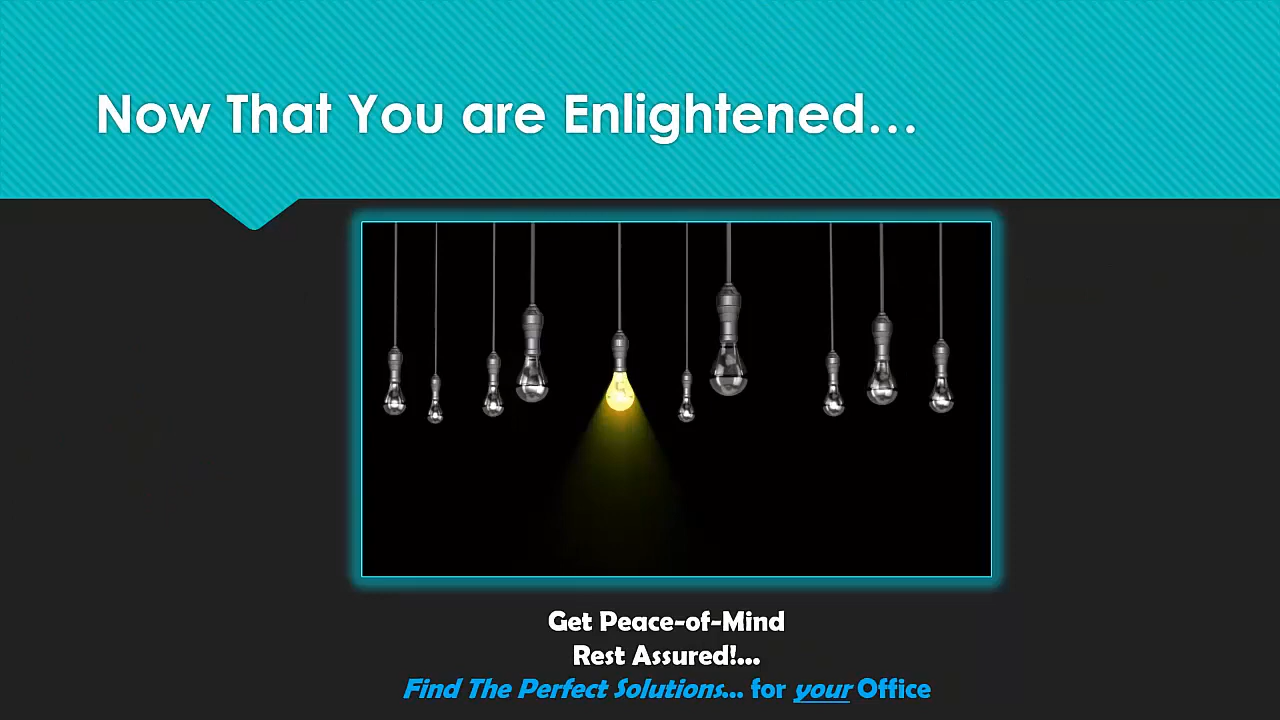 Now That You are Enlightened...
Get Peace-of-Mind
Rest Assured!...
Find The Perfect Solutions... for your Office